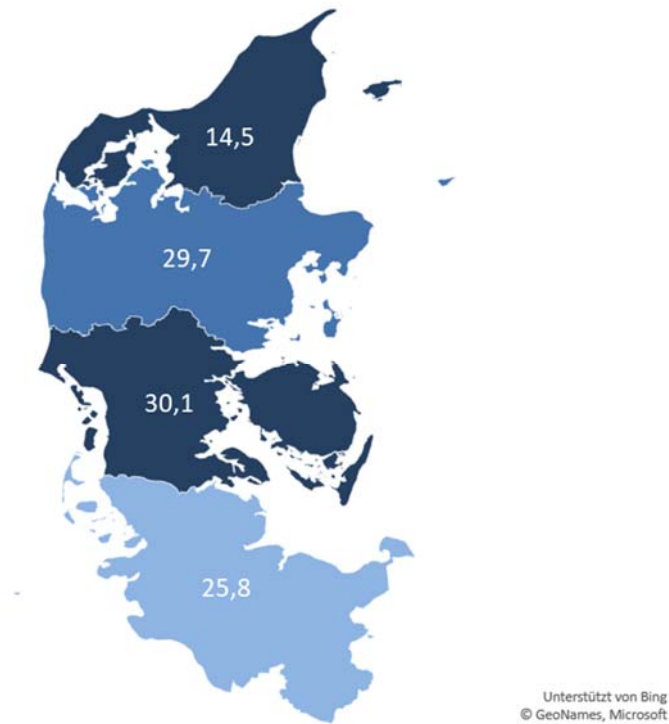 14,5
29,7
30,1
25,8
Unterstützt von Bing
© GeoNames, Microsoft